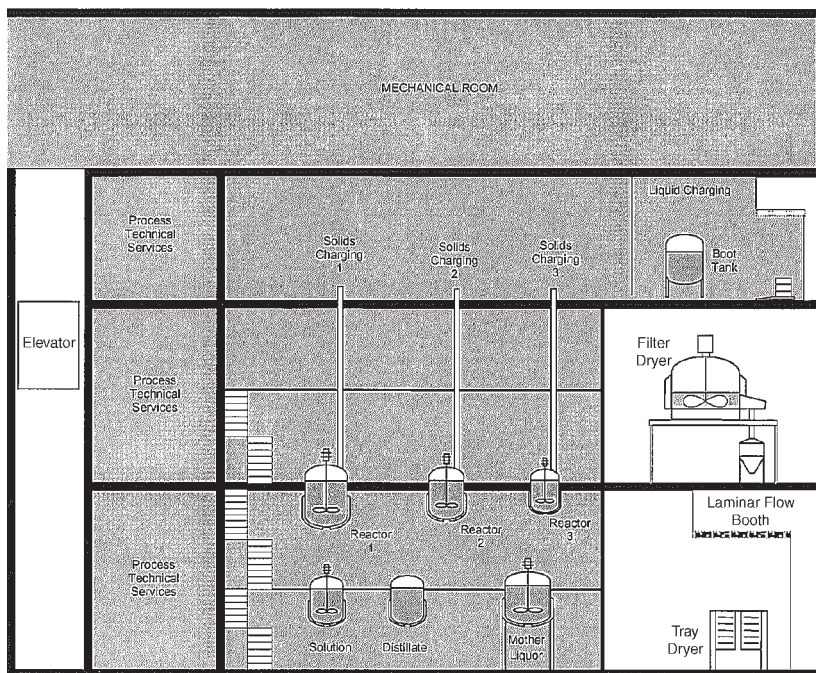 MECHANICAL ROOM
Process
Technical
Services
Solids
Charging
1
Solids
Charging
2
Solids
Charging
3
Liquid Charging
Boot
Tank
Elevator
Process
Technical
Services
Filter
Dryer
Reactor
1
Reactor
2
Reactor
3
Laminar Flow
Booth
Process
Technical
Services
Solution
Distillate
Mother
Liquor
Tray
Dryer